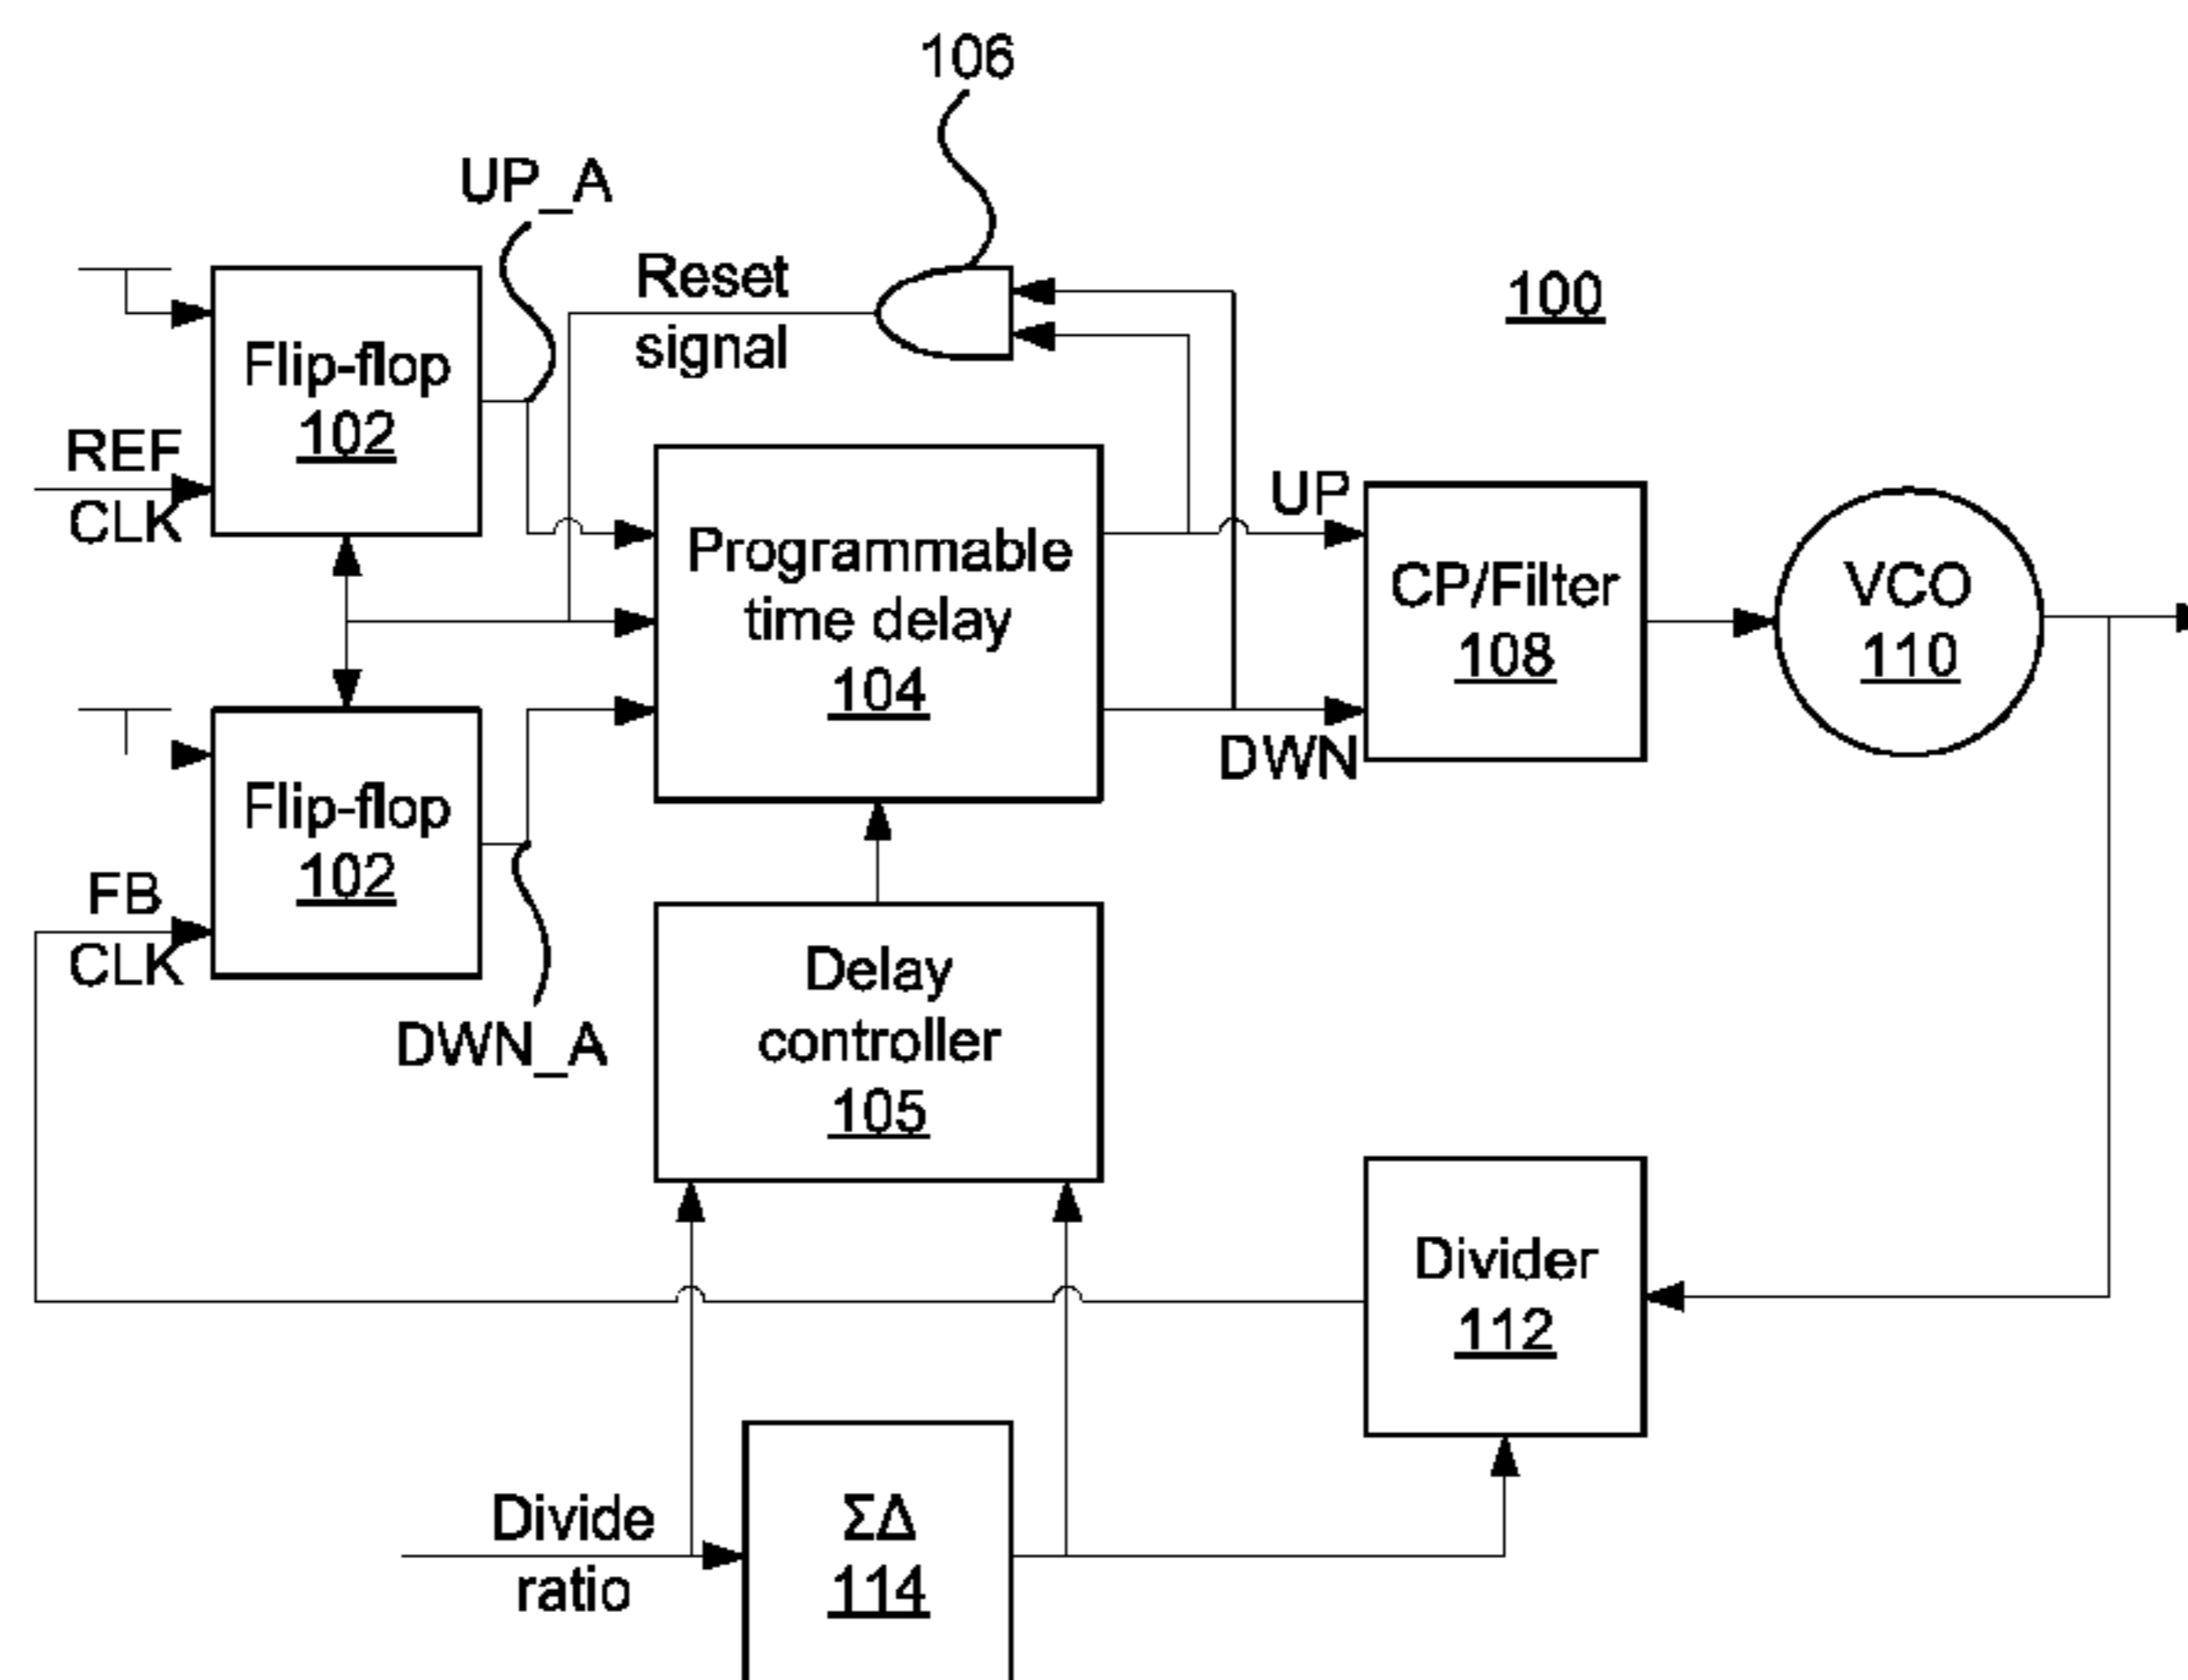 106
UP_A
Reset
signal
100
Flip-flop
102
REF
CLK
Programmable
time delay
104
UP
DWN
CP/Filter
108
VCO
110
Flip-flop
102
FB
CLK
DWN_A
Delay
controller
105
Divider
112
Divide
ratio
ΣΔ
114